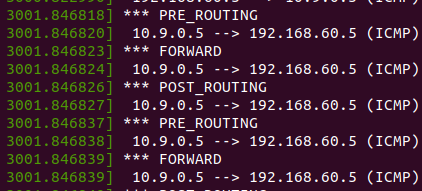 3001.846818] *** PRE_ROUTING
3001.846820]  10.9.0.5 --> 192.168.60.5 (ICMP)
3001.846823] *** FORWARD
3001.846824]  10.9.0.5 --> 192.168.60.5 (ICMP)
3001.846826] *** POST_ROUTING
3001.846827]  10.9.0.5 --> 192.168.60.5 (ICMP)
3001.846837] *** PRE_ROUTING
3001.846838]  10.9.0.5 --> 192.168.60.5 (ICMP)
3001.846839] *** FORWARD
3001.846839]  10.9.0.5 --> 192.168.60.5 (ICMP)